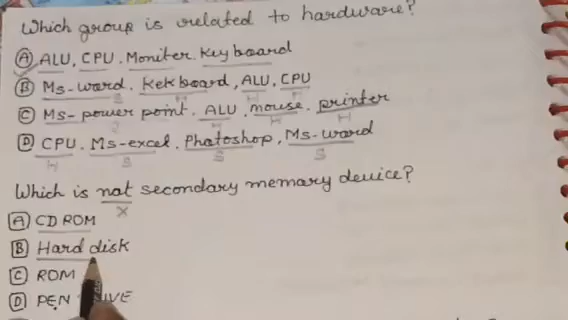 Which group is related to hardware?
A ALU, CPU, Moniter, Keyboard
B Ms-word, Kekboard, ALU, CPU
S H H H
C Ms-power point, ALU, mouse, printer
S H H H
D CPU, Ms-excel, Photoshop, Ms-word
H S S S
Which is not secondary memory device?
X
A CD ROM
B Hard disk
C ROM
D PEN